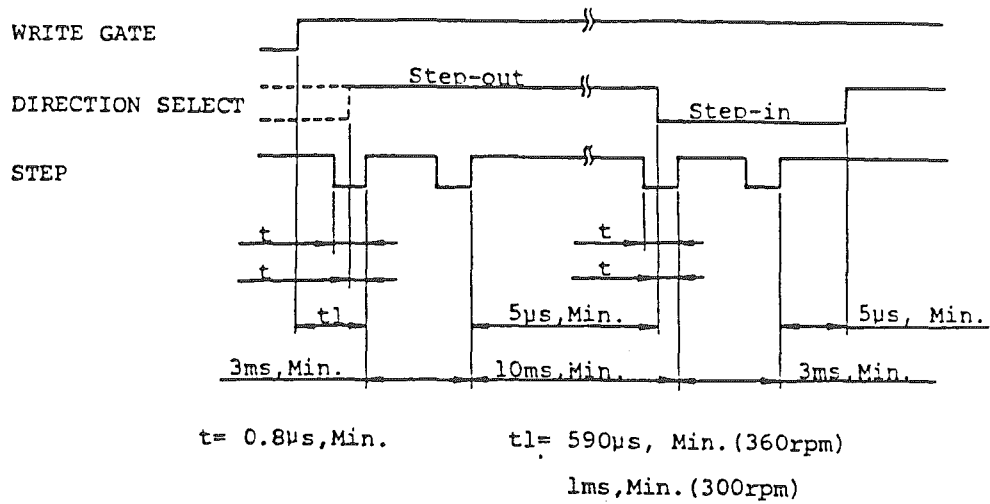 WRITE GATE
Step-out
DIRECTION SELECT
Step-in
STEP
t t
t t
t1 5µs,Min. 5µs, Min.
3ms,Min. 10ms,Min. 3ms,Min.
t= 0.8µs,Min. t1= 590µs, Min.(360rpm)
1ms,Min.(300rpm)